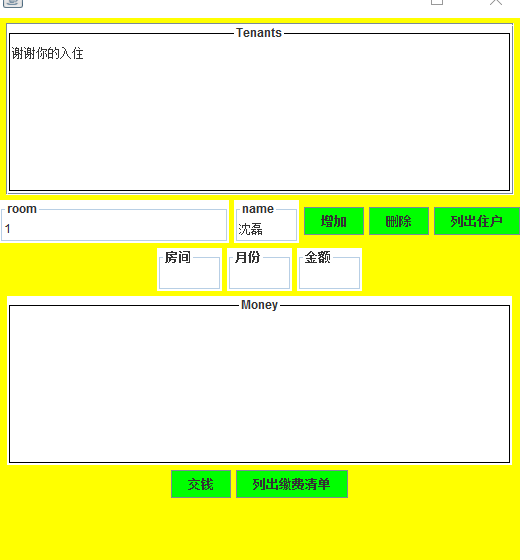 Tenants
谢谢你的入住
room name
1 沈磊 增加 删除 列出住户
房间 月份 金额
Money
交钱 列出缴费清单